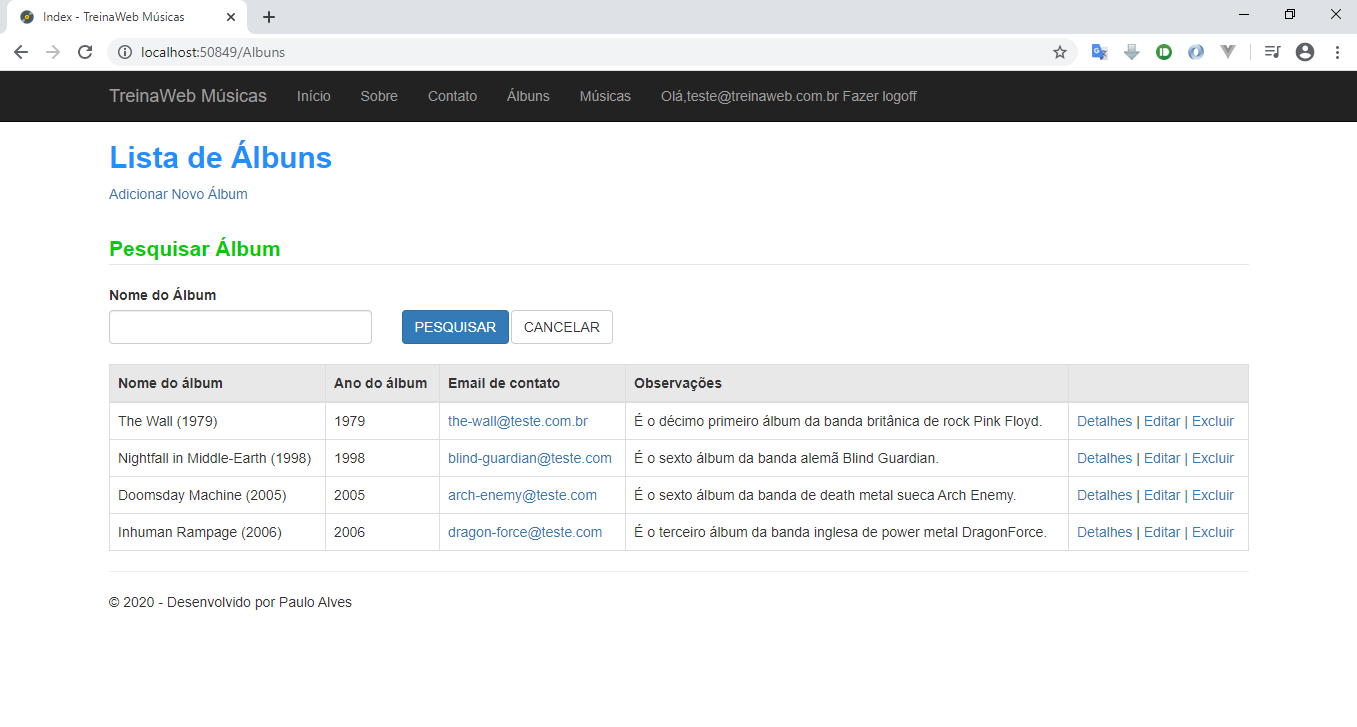 Index - TreinaWeb Músicas
localhost:50849/Albuns
TreinaWeb Músicas Início Sobre Contato Álbuns Músicas Olá,teste@treinaweb.com.br Fazer logoff
Lista de Álbuns
Adicionar Novo Álbum
Pesquisar Álbum
Nome do Álbum
PESQUISAR CANCELAR
Nome do álbum Ano do álbum Email de contato Observações
The Wall (1979) 1979 the-wall@teste.com.br É o décimo primeiro álbum da banda britânica de rock Pink Floyd. Detalhes | Editar | Excluir
Nightfall in Middle-Earth (1998) 1998 blind-guardian@teste.com É o sexto álbum da banda alemã Blind Guardian. Detalhes | Editar | Excluir
Doomsday Machine (2005) 2005 arch-enemy@teste.com É o sexto álbum da banda de death metal sueca Arch Enemy. Detalhes | Editar | Excluir
Inhuman Rampage (2006) 2006 dragon-force@teste.com É o terceiro álbum da banda inglesa de power metal DragonForce. Detalhes | Editar | Excluir
© 2020 - Desenvolvido por Paulo Alves